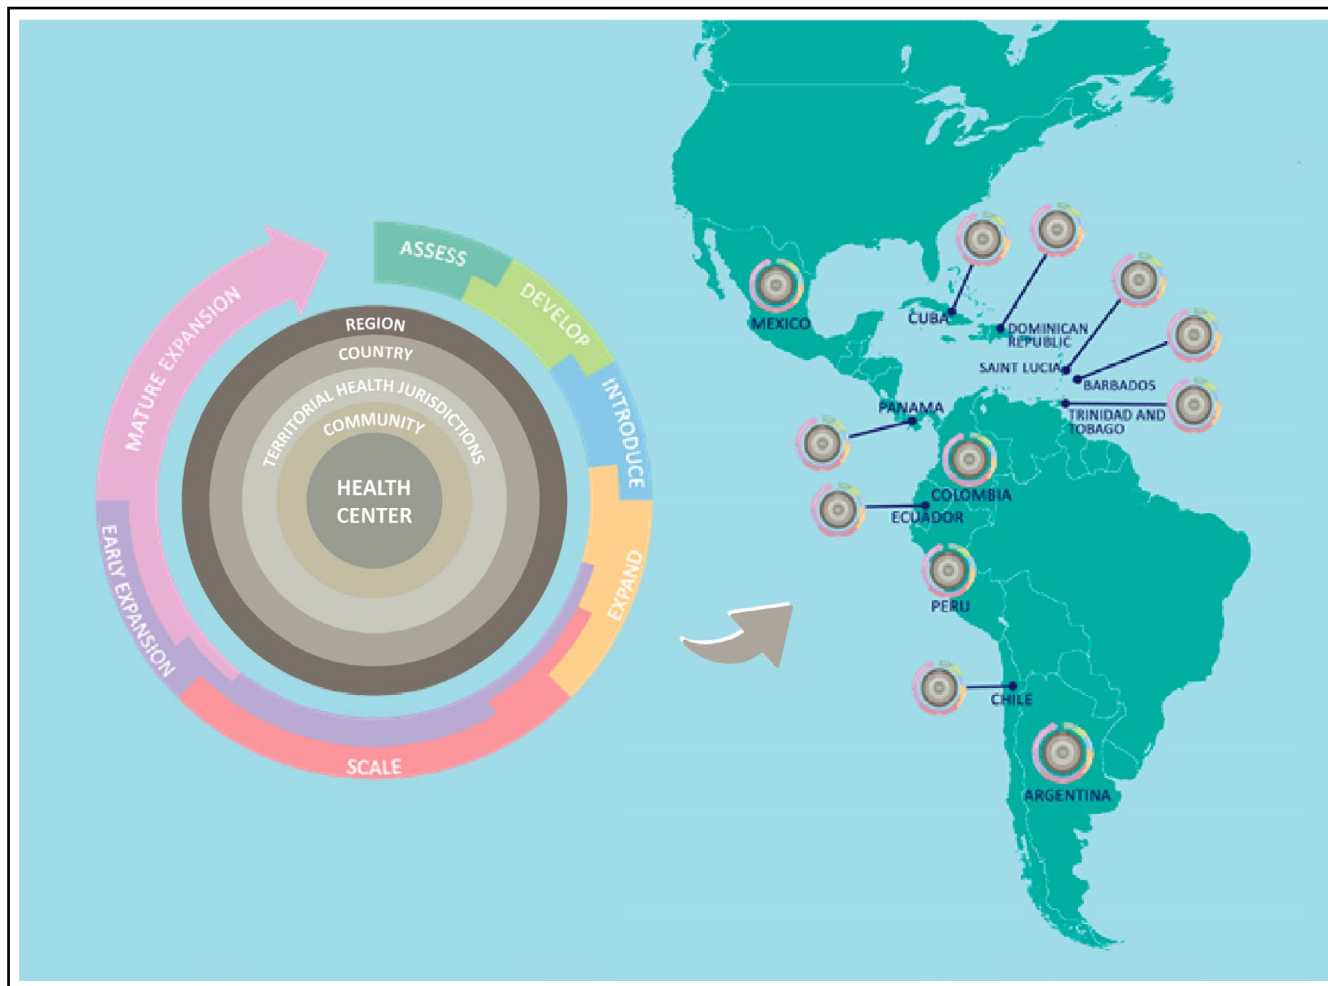 ASSESS
DEVELOP
INTRODUCE
EXPAND
SCALE
EARLY EXPANSION
MATURE EXPANSION
REGION
COUNTRY
TERRITORIAL HEALTH JURISDICTIONS
COMMUNITY
HEALTH
CENTER
MEXICO
CUBA
DOMINICAN
REPUBLIC
SAINT LUCIA
BARBADOS
TRINIDAD AND
TOBAGO
PANAMA
COLOMBIA
ECUADOR
PERU
CHILE
ARGENTINA